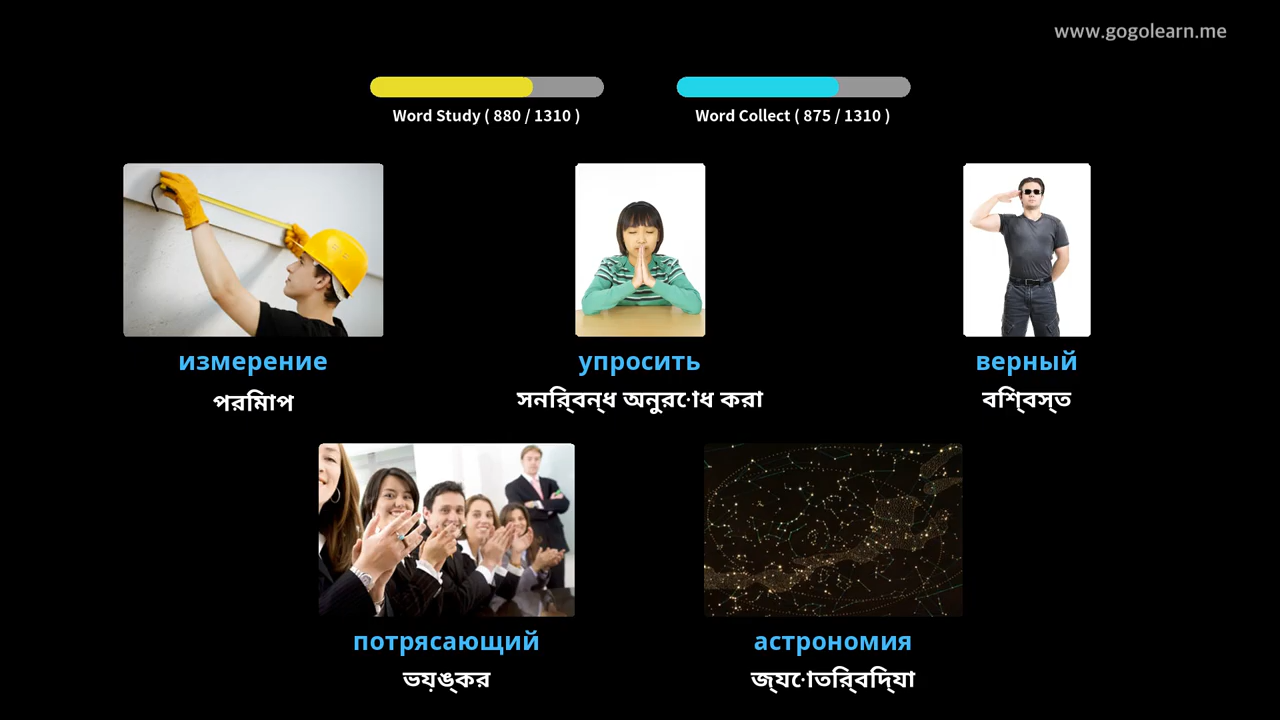 www.gogolearn.me
Word Study ( 880 / 1310 )
Word Collect ( 875 / 1310 )
измерение
упросить
верный
পরিমাপ
সনির্বন্ধ অনুরোধ করা
বিশ্বস্ত
потрясающий
астрономия
ভয়ঙ্কর
জ্যোতির্বিদ্যা